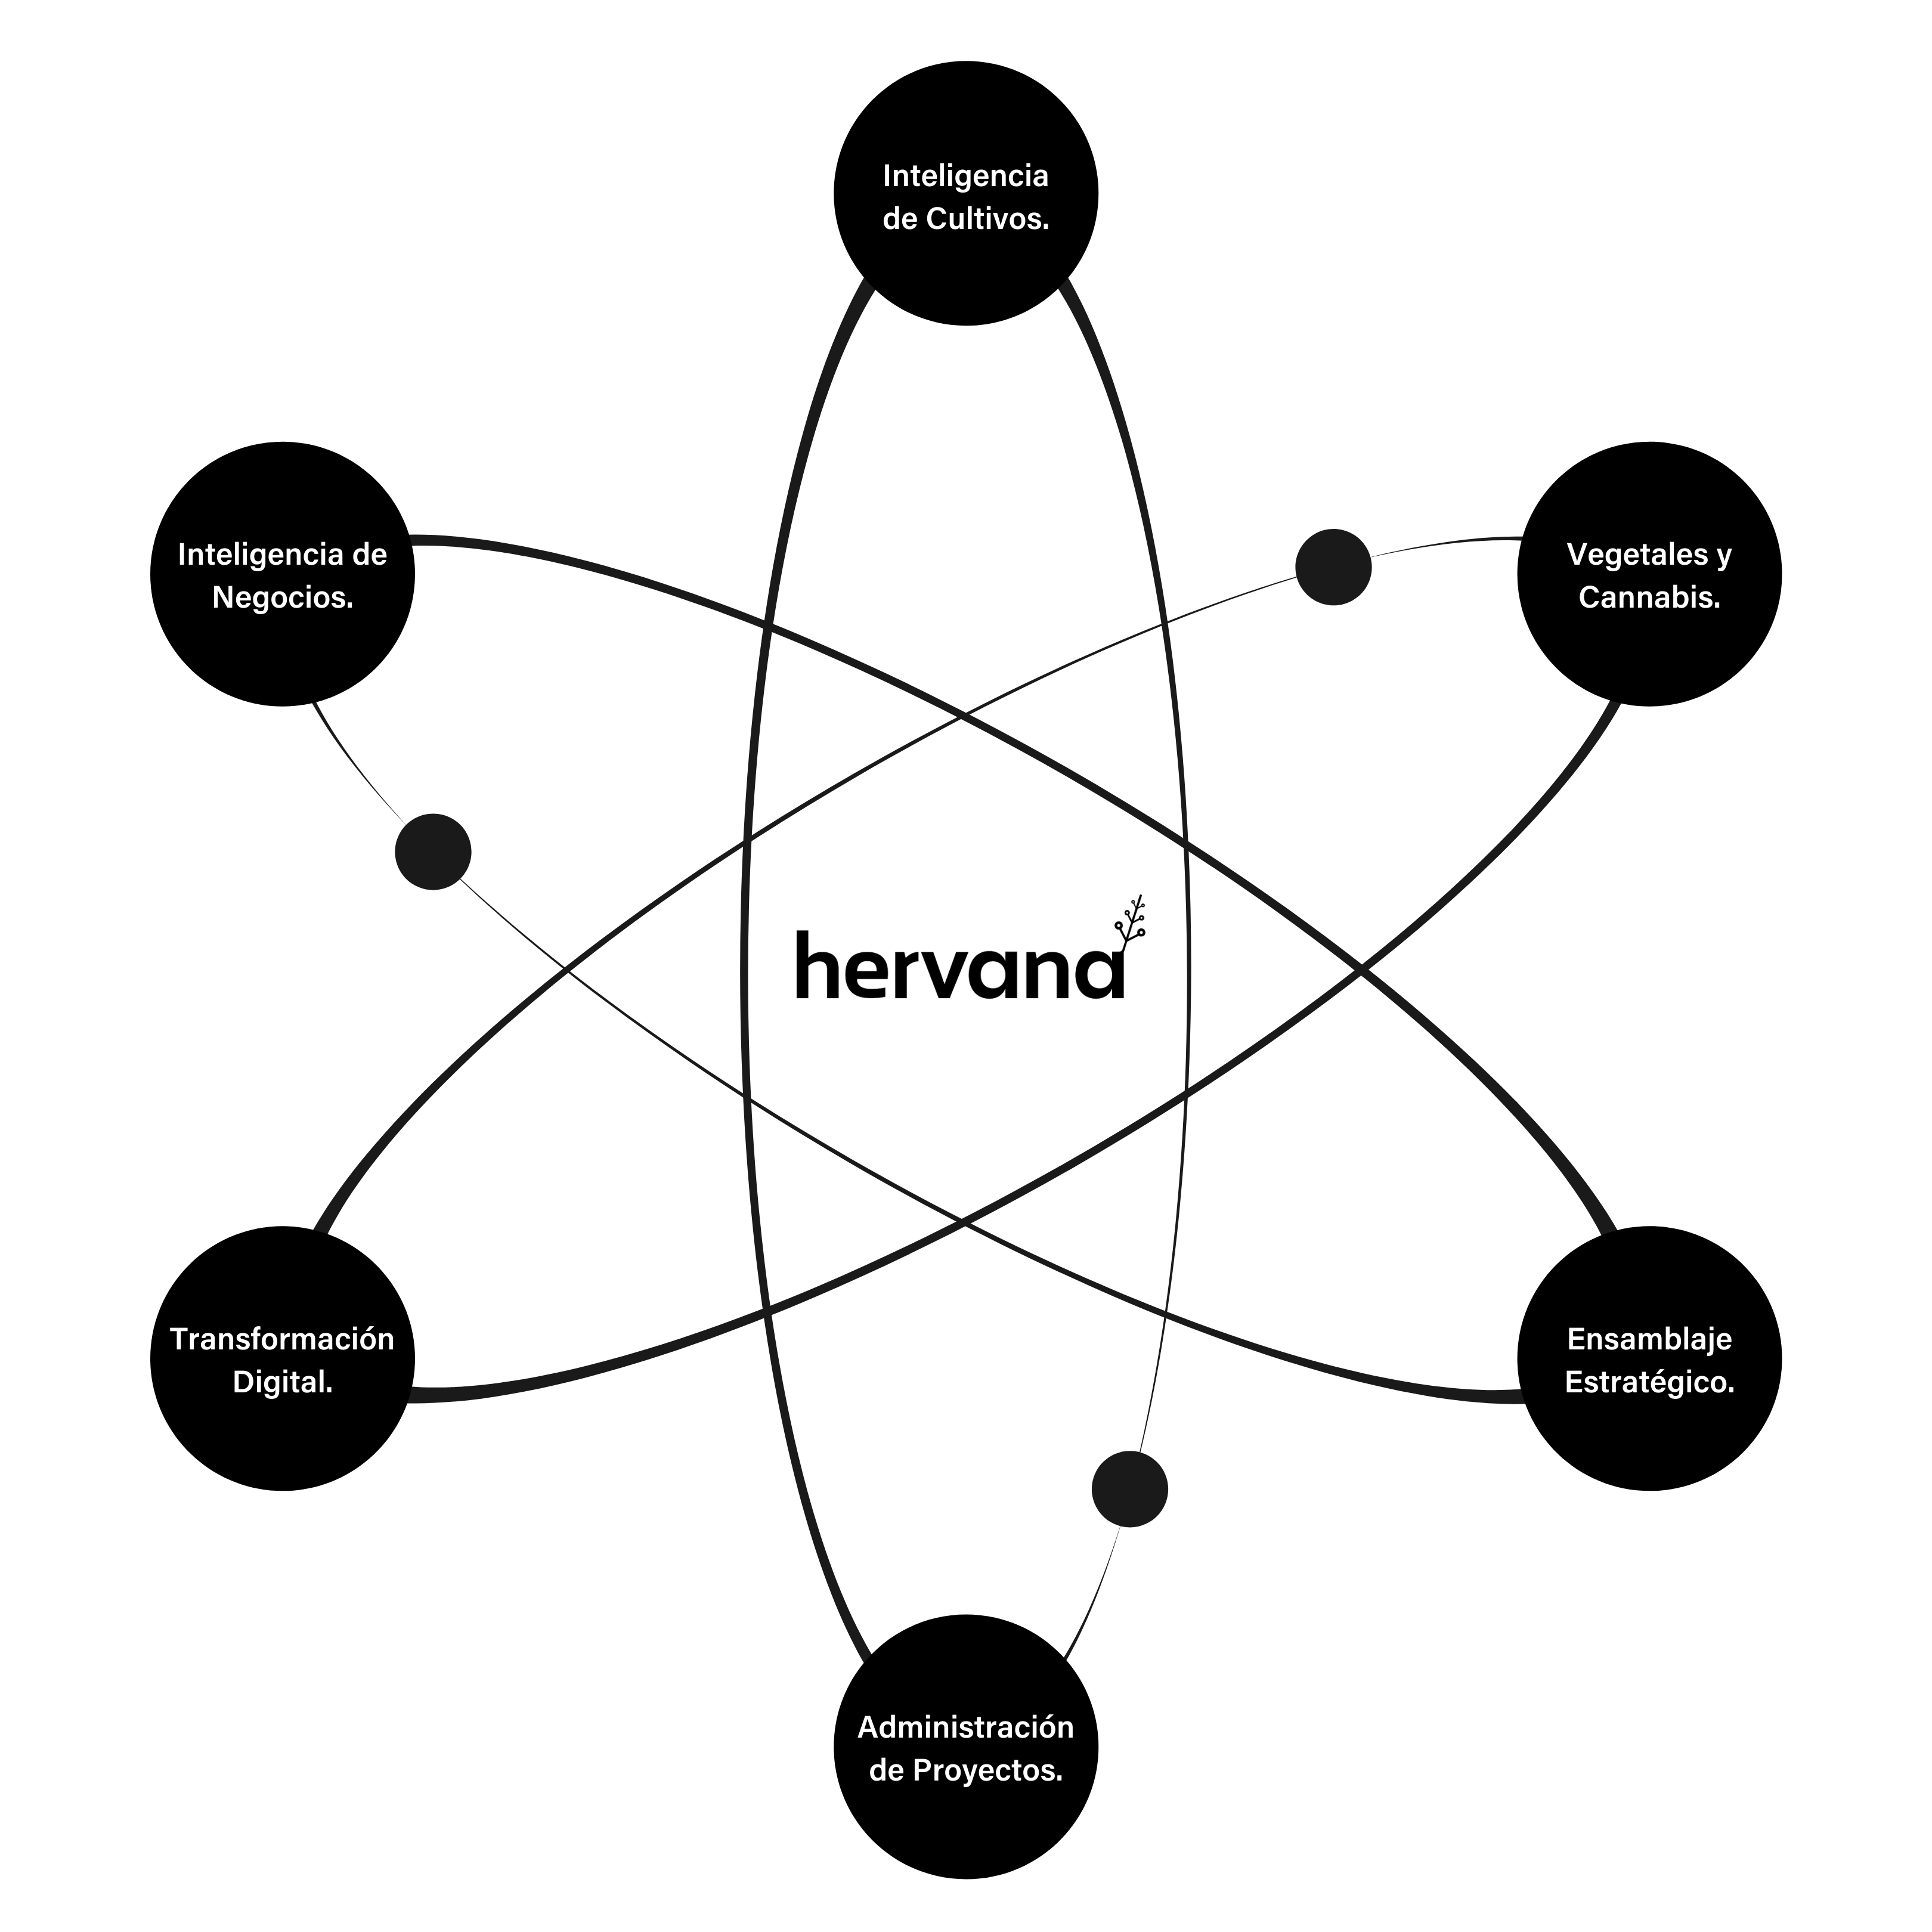 Inteligencia
de Cultivos.
Inteligencia de
Negocios.
Vegetales y
Cannabis.
hervana
Transformación
Digital.
Ensamblaje
Estratégico.
Administración
de Proyectos.